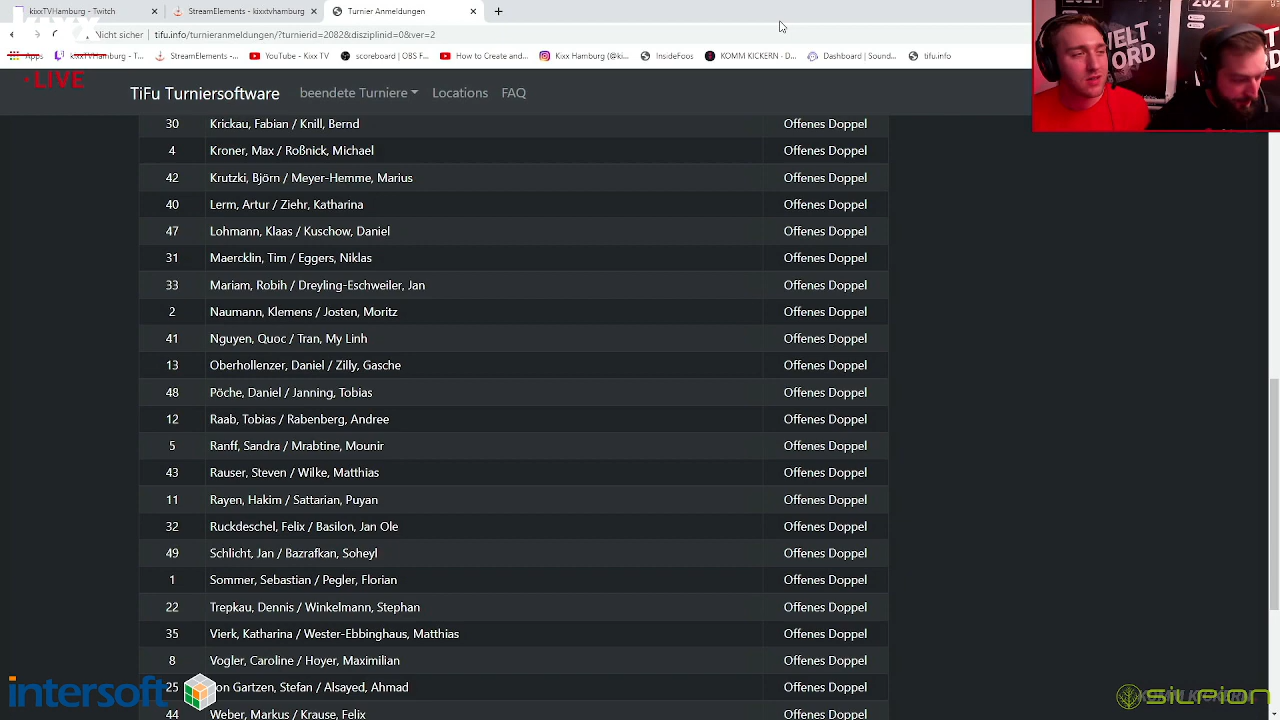 kixxTVHamburg - Twitch
StreamElements - kixxtvhamburg
Turnier Anmeldungen
Nicht sicher
tifu.info/turnieranmeldungen/?turnierid=2382&disziplinid=0&ver=2
Apps
kixxTVHamburg - T...
StreamElements -...
YouTube - Kixx TV...
How to Create and...
Kixx Hamburg (@ki...
InsideFoos
KOMM KICKERN - D...
Dashboard | Sound...
tifu.info
LIVE
TiFu Turniersoftware
beendete Turniere
Locations
FAQ
30 Krickau, Fabian / Knill, Bernd Offenes Doppel
4 Kroner, Max / Roßnick, Michael Offenes Doppel
42 Krutzki, Björn / Meyer-Hemme, Marius Offenes Doppel
40 Lerm, Artur / Ziehr, Katharina Offenes Doppel
47 Lohmann, Klaas / Kuschow, Daniel Offenes Doppel
31 Maercklin, Tim / Eggers, Niklas Offenes Doppel
33 Mariam, Robih / Dreyling-Eschweiler, Jan Offenes Doppel
2 Naumann, Klemens / Josten, Moritz Offenes Doppel
41 Nguyen, Quoc / Tran, My Linh Offenes Doppel
13 Oberhollenzer, Daniel / Zilly, Gasche Offenes Doppel
48 Pöche, Daniel / Janning, Tobias Offenes Doppel
12 Raab, Tobias / Rabenberg, Andree Offenes Doppel
5 Ranff, Sandra / Mrabtine, Mounir Offenes Doppel
43 Rauser, Steven / Wilke, Matthias Offenes Doppel
11 Rayen, Hakim / Sattarian, Puyan Offenes Doppel
32 Ruckdeschel, Felix / Basilon, Jan Ole Offenes Doppel
49 Schlicht, Jan / Bazrafkan, Soheyl Offenes Doppel
1 Sommer, Sebastian / Pegler, Florian Offenes Doppel
22 Trepkau, Dennis / Winkelmann, Stephan Offenes Doppel
35 Vierk, Katharina / Wester-Ebbinghaus, Matthias Offenes Doppel
8 Vogler, Caroline / Hoyer, Maximilian Offenes Doppel
25 on Gartzen, Stefan / Alsayed, Ahmad Offenes Doppel
44 Weber, Markus / Krause, Felix Offenes Doppel
intersoft
silpion
KOMM KICKERN
2021